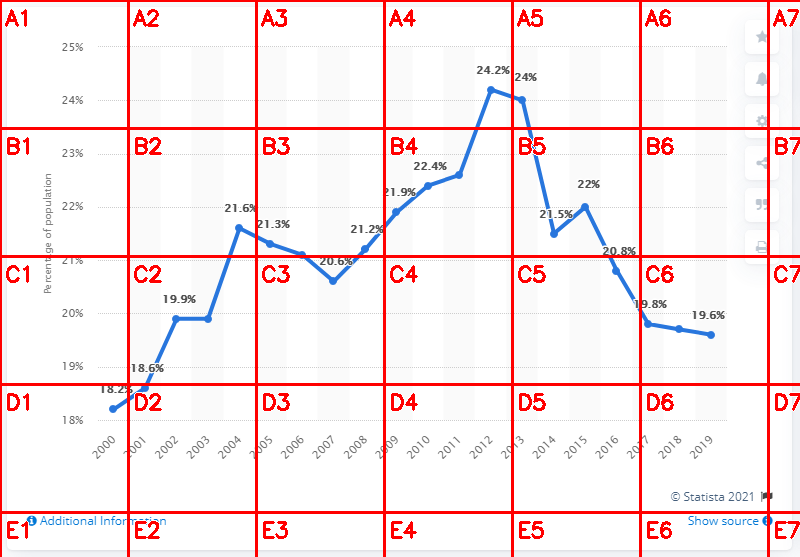 A1 A2 A3 A4 A5 A6 A7
25%
24.2% 24%
24%
B1 B2 B3 B4 B5 B6 B7
23%
22.4%
22%
21.9%
22%
21.6%
21.5%
21.3%
21.2%
20.8%
21%
20.6%
Percentage of population
C1 C2 C3 C4 C5 C6 C7
19.9%
19.8%
20%
19.6%
19%
18.6%
18.2%
D1 D2 D3 D4 D5 D6 D7
18%
2000 2001 2002 2003 2004 2005 2006 2007 2008 2009 2010 2011 2012 2013 2014 2015 2016 2017 2018 2019
© Statista 2021
Additional Information
Show source
E1 E2 E3 E4 E5 E6 E7